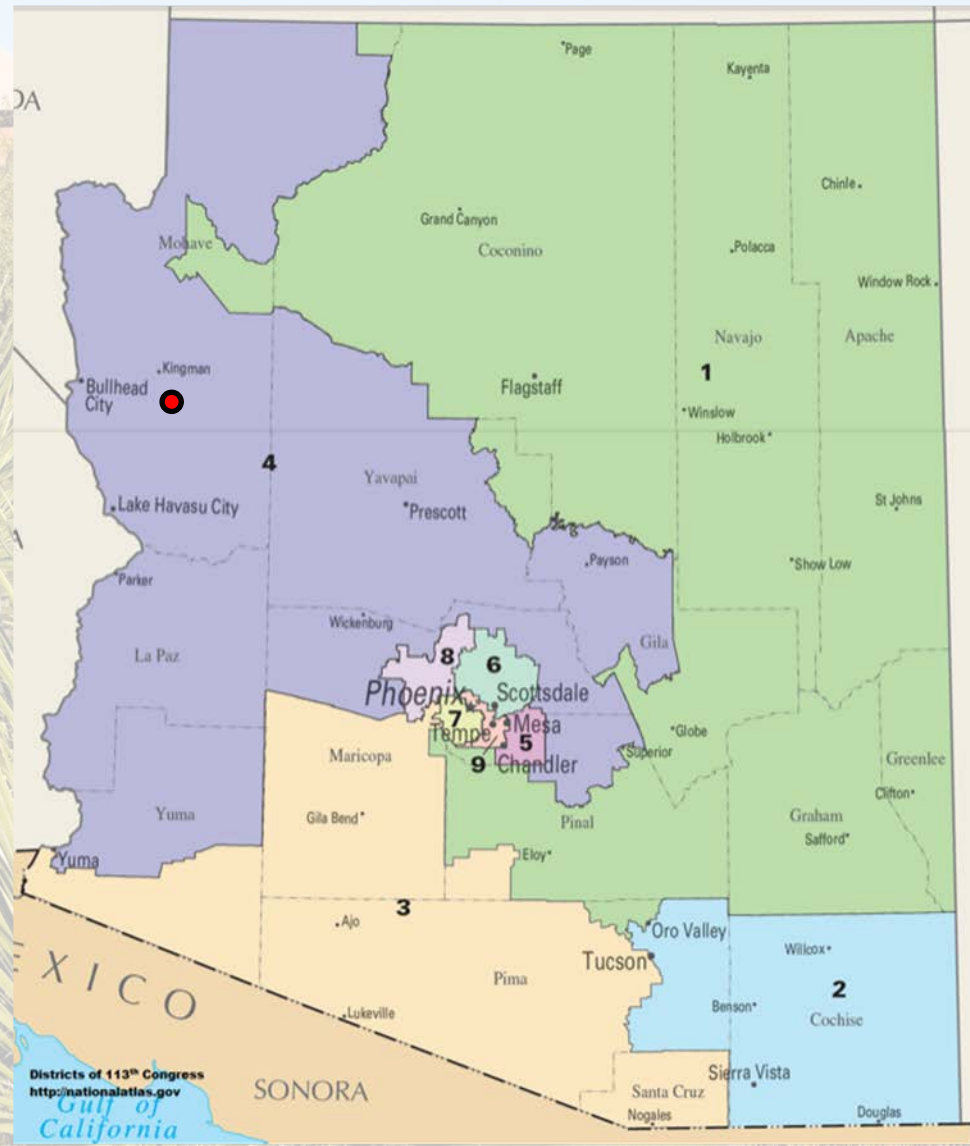 Page
Kayenta
DA
Chinle
Grand Canyon
Mohave
Coconino
Polacca
Window Rock
Navajo
Apache
Kingman
1
Bullhead
City
Flagstaff
Winslow
Holbrook
4
Yavapai
Lake Havasu City
Prescott
St Johns
A
Payson
Show Low
Parker
Wickenburg
Gila
La Paz
8
6
Phoenix
Scottsdale
7
Mesa
Tempe
5
Globe
Superior
Maricopa
9
Chandler
Greenlee
Clifton
Yuma
Gila Bend
Pinal
Graham
Safford
Eloy
Yuma
3
Ajo
Oro Valley
Tucson
Willcox
EXICO
Pima
2
Benson
Cochise
Lukeville
Districts of 113th Congress
http://nationalatlas.gov
SONORA
Sierra Vista
Santa Cruz
Gulf of
California
Nogales
Douglas